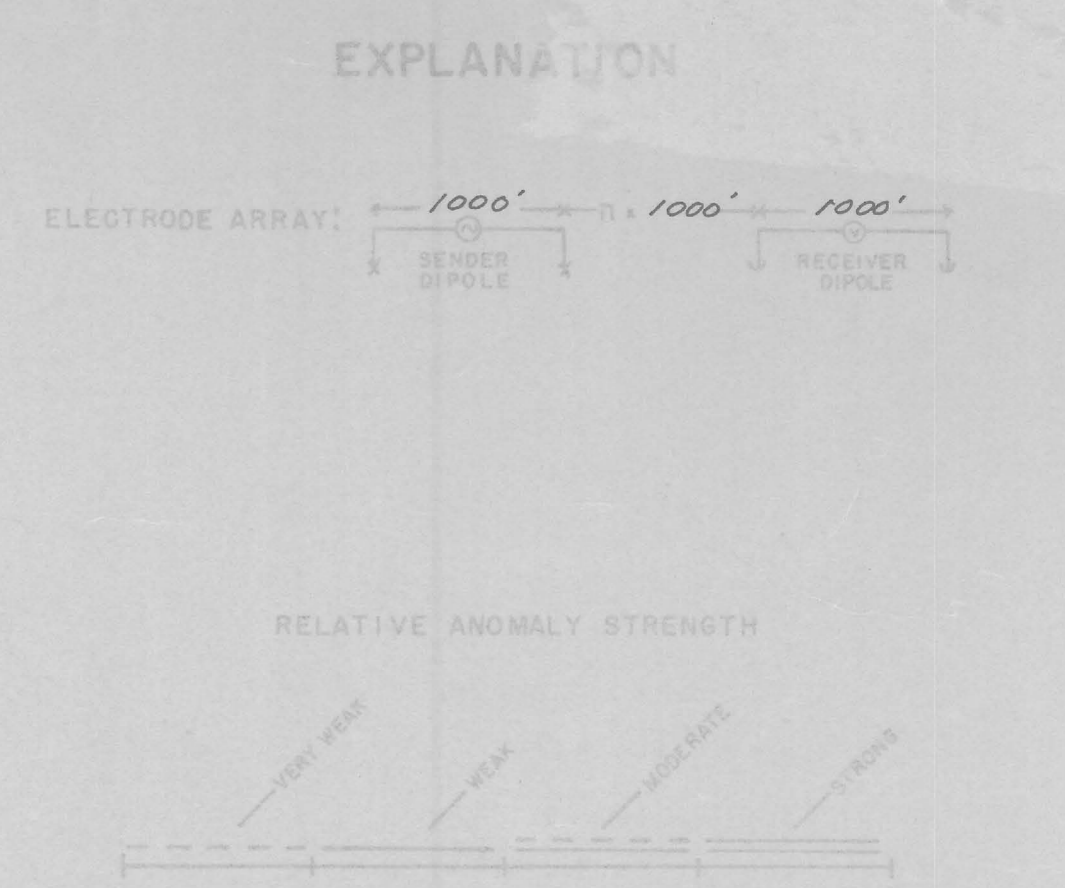 EXPLANATION
ELECTRODE ARRAY: 1000' n x 1000' 1000'
SENDER DIPOLE
RECEIVER DIPOLE
RELATIVE ANOMALY STRENGTH
VERY WEAK
WEAK
MODERATE
STRONG